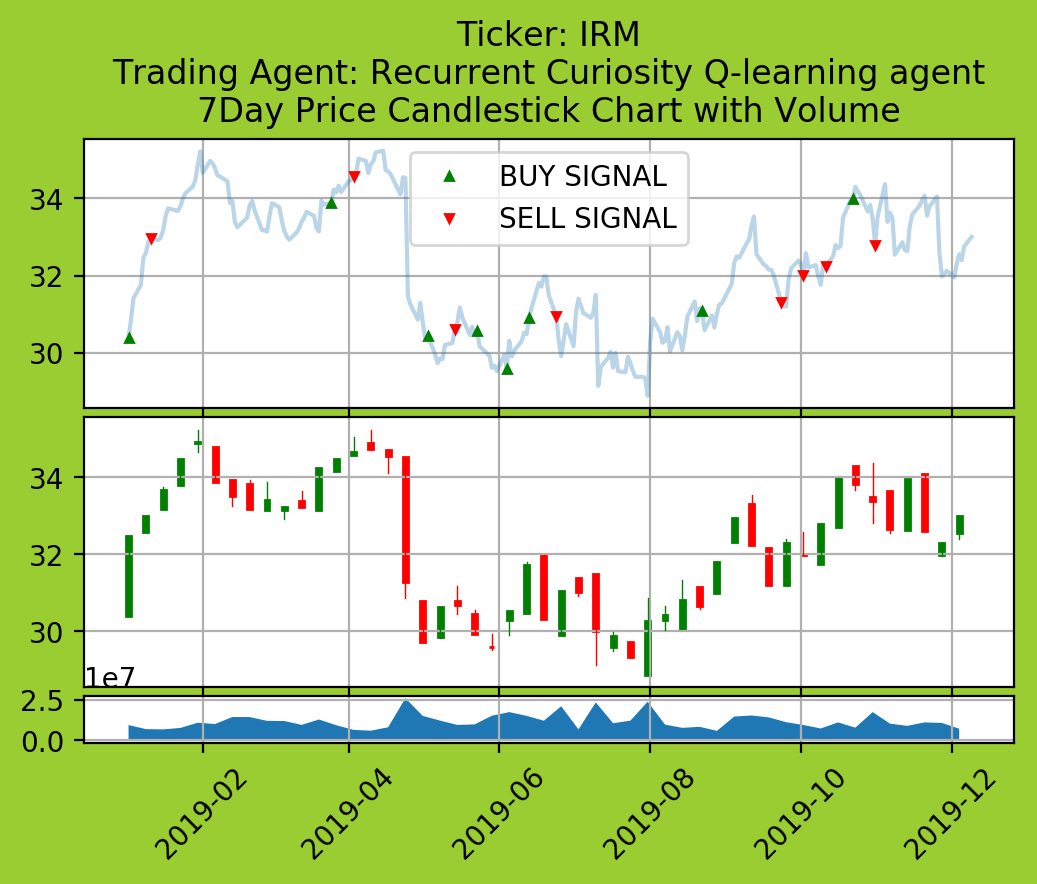 Ticker: IRM
Trading Agent: Recurrent Curiosity Q-learning agent
7Day Price Candlestick Chart with Volume
BUY SIGNAL
SELL SIGNAL
34
32
30
34
32
30
1e7
2.5
0.0
2019-02
2019-04
2019-06
2019-08
2019-10
2019-12